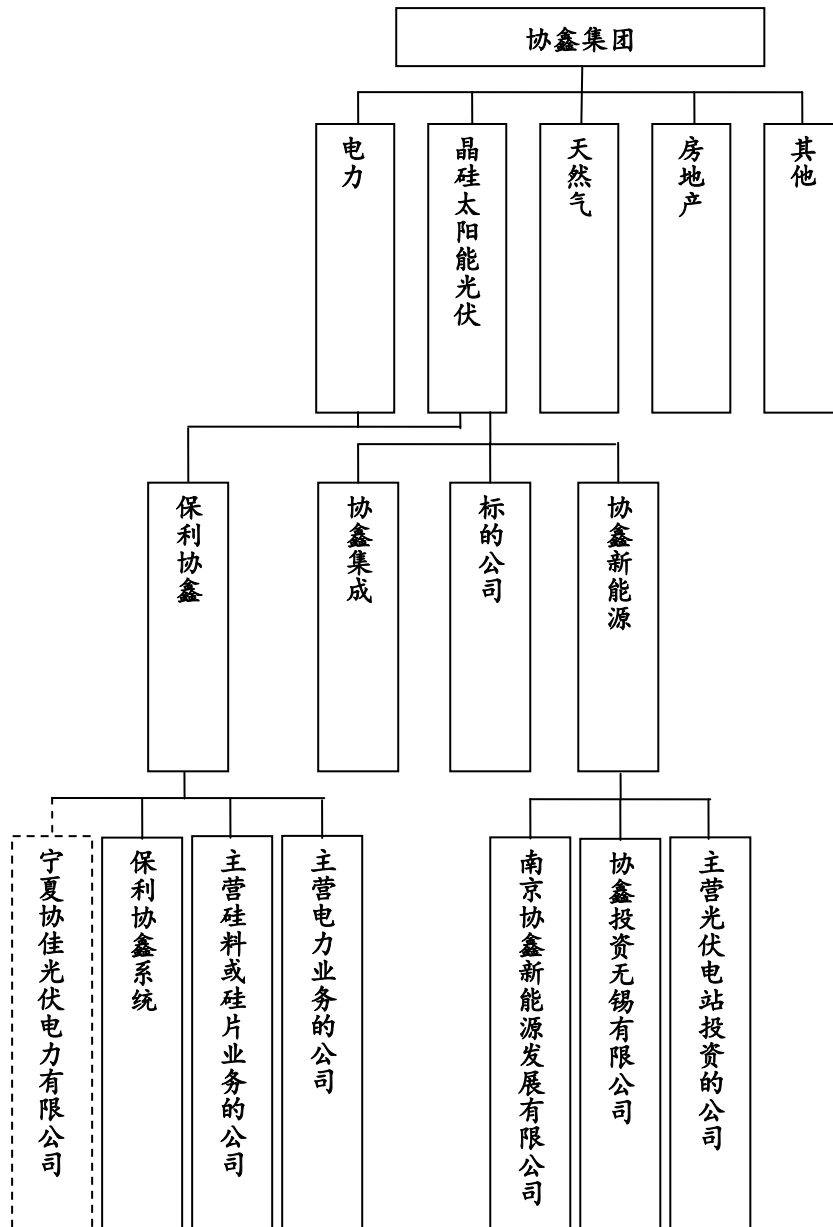 协鑫集团
电力
晶硅太阳能光伏
天然气
房地产
其他
保利协鑫
协鑫集成
标的公司
协鑫新能源
宁夏协佳光伏电力有限公司
保利协鑫系统
主营硅料或硅片业务的公司
主营电力业务的公司
南京协鑫新能源发展有限公司
协鑫投资无锡有限公司
主营光伏电站投资的公司